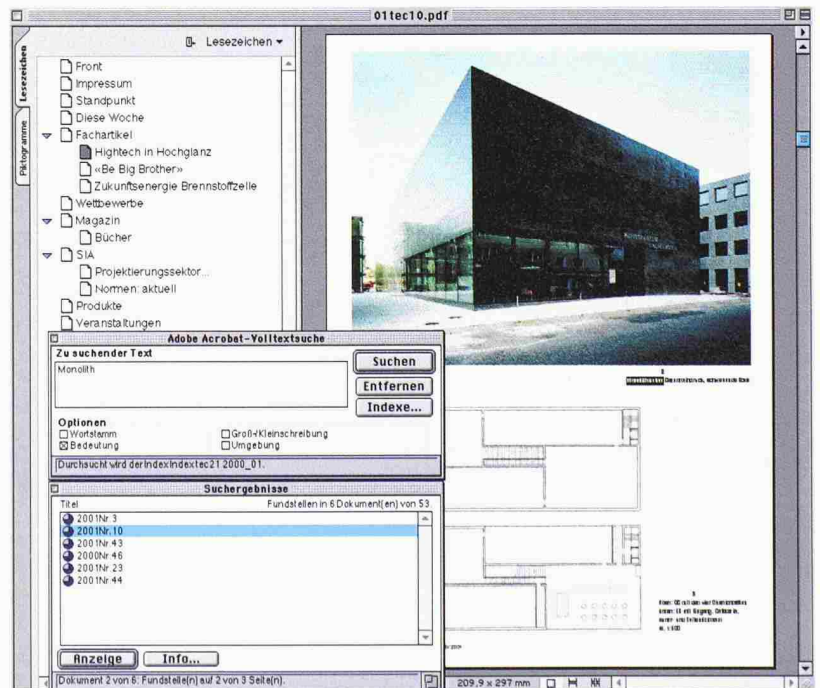 01tec10.pdf
Lesezeichen
Lesezeichen
Piktogramme
Front
Impressum
Standpunkt
Diese Woche
Fachartikel
Hightech in Hochglanz
«Be Big Brother»
Zukunftsenergie Brennstoffzelle
Wettbewerbe
Magazin
Bücher
SIA
Projektierungssektor...
Normen: aktuell
Produkte
Veranstaltungen
Adobe Acrobat-Volltextsuche
Zu suchender Text
Monolith
Suchen
Entfernen
Indexe...
Optionen
Wortstamm
Groß-/Kleinschreibung
Bedeutung
Umgebung
Durchsucht wird der Index Indextec21 2000_01.
Suchergebnisse
Titel
Fundstellen in 6 Dokument(en) von 53
2001Nr.3
2001Nr.10
2001Nr.43
2000Nr.46
2001Nr.23
2001Nr.44
Anzeige
Info...
Dokument 2 von 6: Fundstelle(n) auf 2 von 3 Seite(n).
209,9 x 297 mm